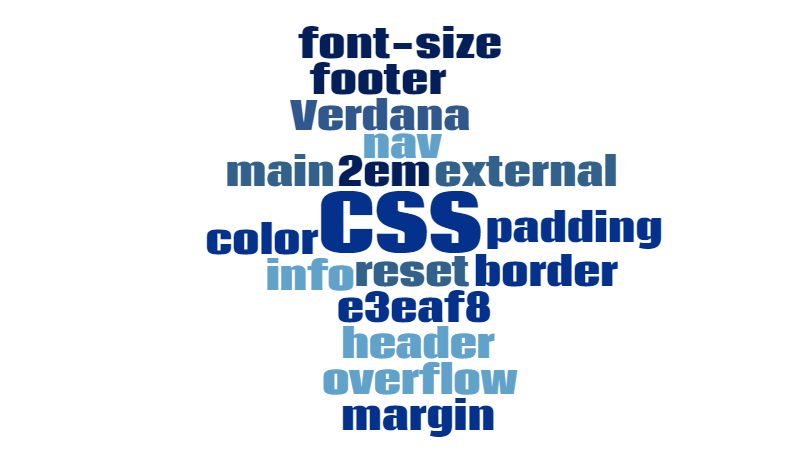 font-size
footer
Verdana
nav
main 2em external
CSS
color padding
info reset border
e3eaf8
header
overflow
margin